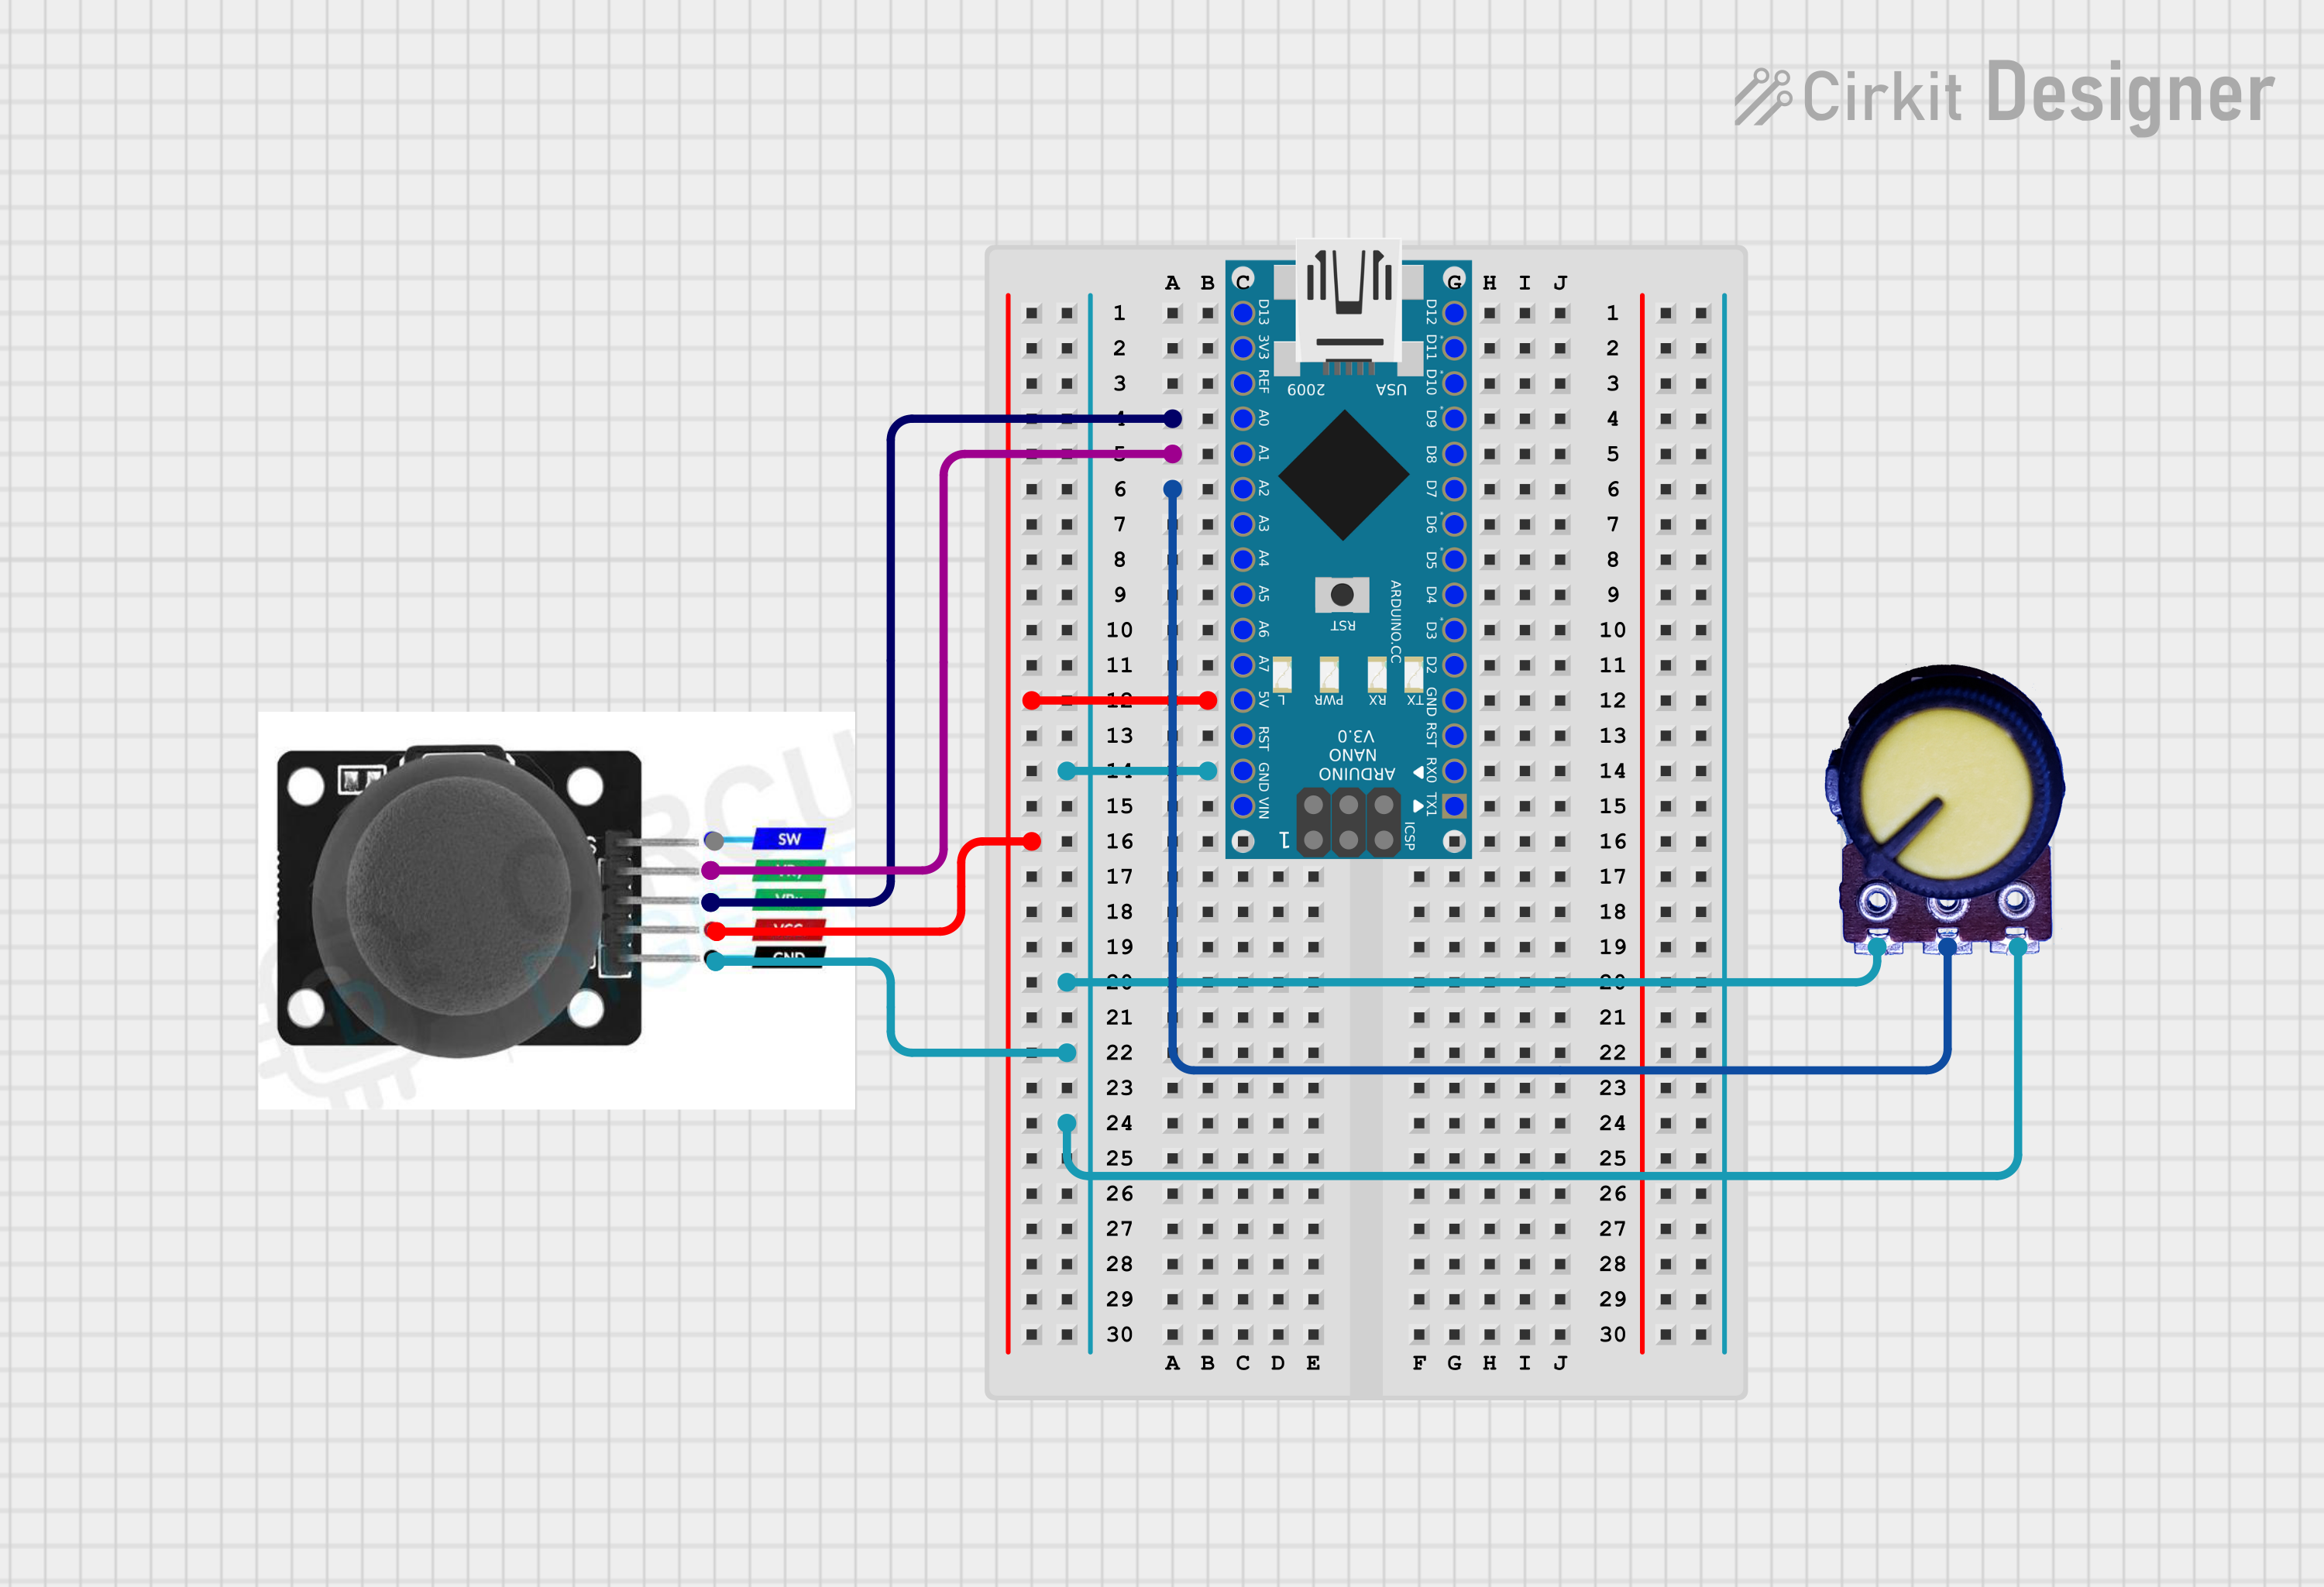 Cirkit Designer
A B C G H I J
D13 D12
3V3 D11
REF D10
A0 D9
A1 D8
A2 D7
A3 D6
A4 D5
A5 D4
A6 D3
A7 D2
5V GND
RST RST
GND RX0
VIN TX1
2009 USA
RST
ARDUINO.CC
L PWR RX TX
ARDUINO
NANO
V3.0
1 ICSP
1 1
2 2
3 3
4 4
5 5
6 6
7 7
8 8
9 9
10 10
11 11
12 12
13 13
14 14
15 15
16 16
17 17
18 18
19 19
20 20
21 21
22 22
23 23
24 24
25 25
26 26
27 27
28 28
29 29
30 30
A B C D E F G H I J
SW
VRy
VRx
VCC
GND